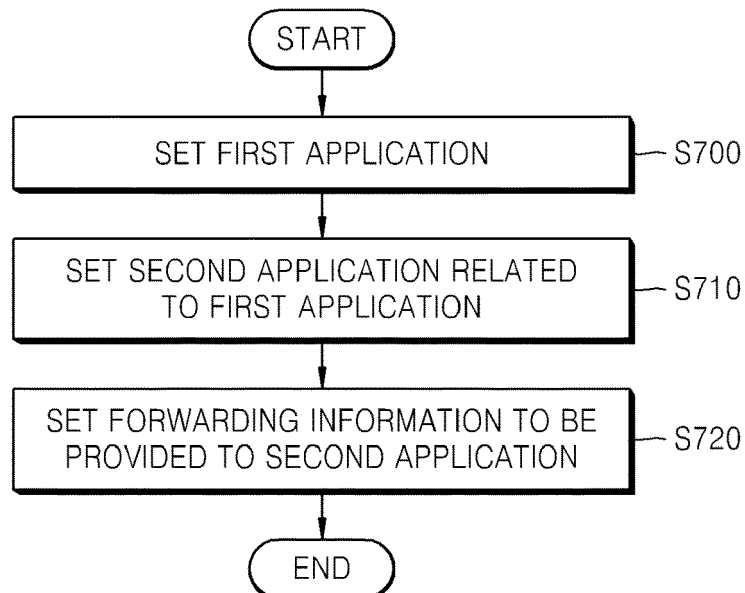 START
SET FIRST APPLICATION
S700
SET SECOND APPLICATION RELATED
TO FIRST APPLICATION
S710
SET FORWARDING INFORMATION TO BE
PROVIDED TO SECOND APPLICATION
S720
END